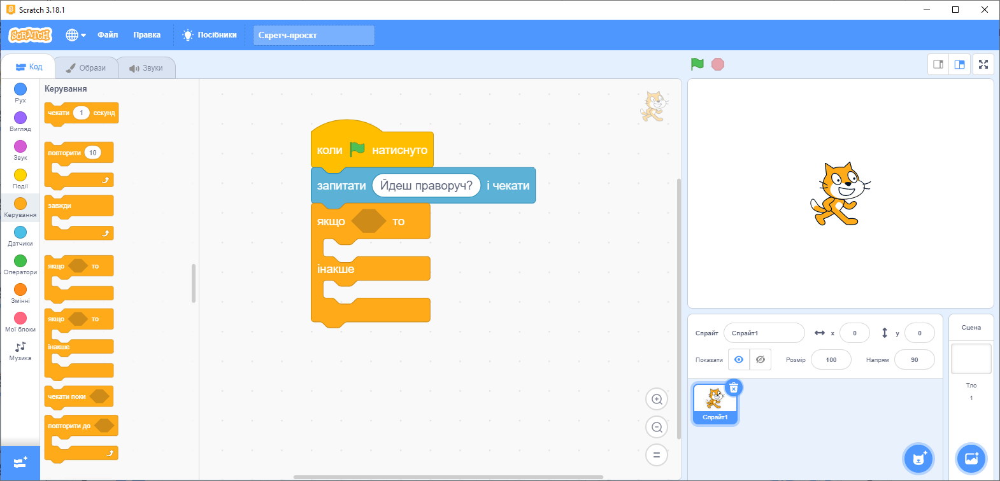 Scratch 3.18.1
SCRATCH
Файл
Правка
Посібники
Скретч-проєкт
Код
Образи
Звуки
Рух
Вигляд
Звук
Події
Керування
Датчики
Оператори
Змінні
Мої блоки
Музика
Керування
чекати 1 секунд
повторити 10
завжди
якщо то
якщо то
інакше
чекати поки
повторити до
коли натиснуто
запитати Йдеш праворуч? і чекати
якщо то
інакше
Спрайт Спрайт1 x 0 y 0
Показати Розмір 100 Напрям 90
Спрайт1
Сцена
Тло
1